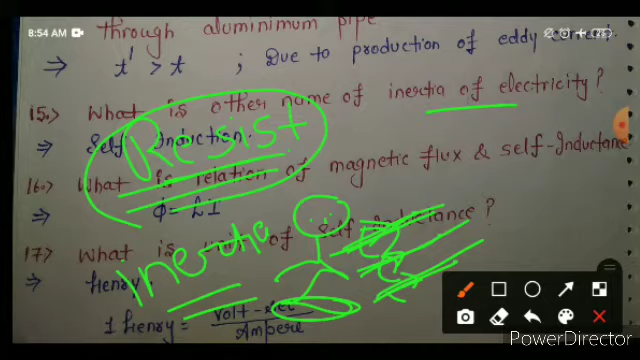 8:54 AM
through aluminimum pipe
⇒ t' > t ; Due to production of eddy current
15.) What is other name of inertia of electricity?
⇒ Self Induction.
Resist
16.) What is relation of magnetic flux & self-Inductance
⇒ ϕ = LI
17.) What is of Self-Inductance?
Inertia
⇒ henry.
1 henry = Volt-sec / Ampere
PowerDirector